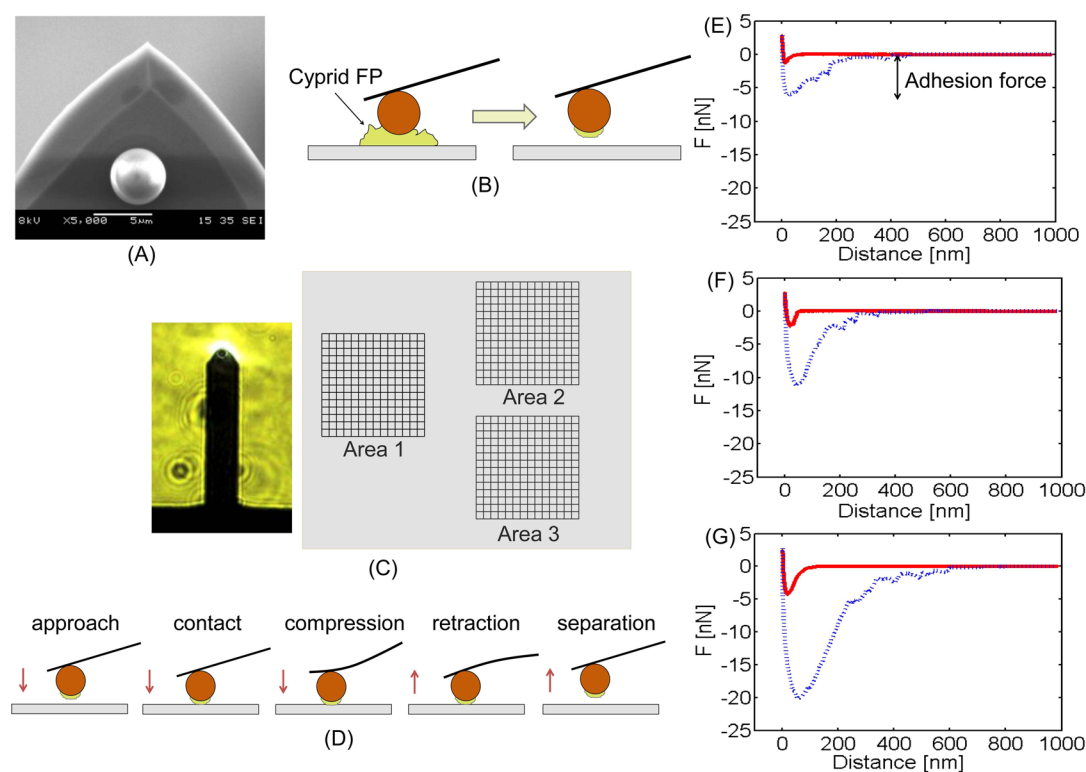 8kV X5,000 5μm 15 35 SEI
(A)
Cyprid FP
(B)
Area 1
Area 2
Area 3
(C)
approach contact compression retraction separation
(D)
(E)
F [nN]
5
0
-5
-10
-15
-20
-25
Adhesion force
0 200 400 600 800 1000
Distance [nm]
(F)
F [nN]
5
0
-5
-10
-15
-20
-25
0 200 400 600 800 1000
Distance [nm]
(G)
F [nN]
5
0
-5
-10
-15
-20
-25
0 200 400 600 800 1000
Distance [nm]